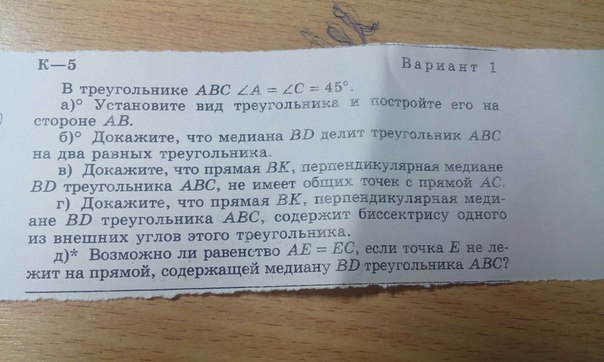 К—5 Вариант 1
В треугольнике ABC ∠A = ∠C = 45°.
а)° Установите вид треугольника и постройте его на
стороне AB.
б)° Докажите, что медиана BD делит треугольник ABC
на два равных треугольника.
в) Докажите, что прямая BK, перпендикулярная медиане
BD треугольника ABC, не имеет общих точек с прямой AC.
г) Докажите, что прямая BK, перпендикулярная меди-
ане BD треугольника ABC, содержит биссектрису одного
из внешних углов этого треугольника.
д)* Возможно ли равенство AE = EC, если точка E не ле-
жит на прямой, содержащей медиану BD треугольника ABC?